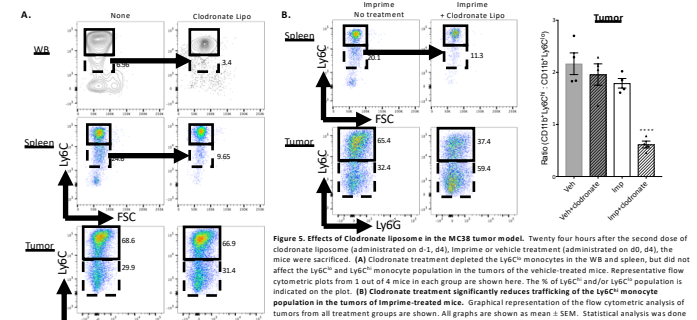 A.
None
Clodronate Lipo
WB
6.96
3.4
Spleen
24.6
9.65
Ly6C
FSC
Tumor
68.6
29.9
66.9
31.4
B.
Imprime
No treatment
Imprime
+ Clodronate Lipo
Spleen
20.1
11.3
Ly6C
FSC
Tumor
65.4
32.4
37.4
59.4
Ly6C
Ly6G
Tumor
Ratio (CD11b⁺Ly6Cʰⁱ : CD11b⁺Ly6Cˡᵒ)
3
2
1
0
****
Veh
Veh+clodronate
Imp
Imp+clodronate
Figure 5. Effects of Clodronate liposome in the MC38 tumor model. Twenty four hours after the second dose of
clodronate liposome (administrated on d-1, d4), Imprime or vehicle treatment (administrated on d0, d4), the
mice were sacrificed. (A) Clodronate treatment depleted the Ly6Cˡᵒ monocytes in the WB and spleen, but did not
affect the Ly6Cˡᵒ and Ly6Cʰⁱ monocyte population in the tumors of the vehicle-treated mice. Representative flow
cytometric plots from 1 out of 4 mice in each group are shown here. The % of Ly6Cʰⁱ and/or Ly6Cˡᵒ population is
indicated on the plot. (B) Clodronate treatment significantly reduces trafficking of the Ly6Cʰⁱ monocyte
population in the tumors of Imprime-treated mice. Graphical representation of the flow cytometric analysis of
tumors from all treatment groups are shown. All graphs are shown as mean ± SEM. Statistical analysis was done